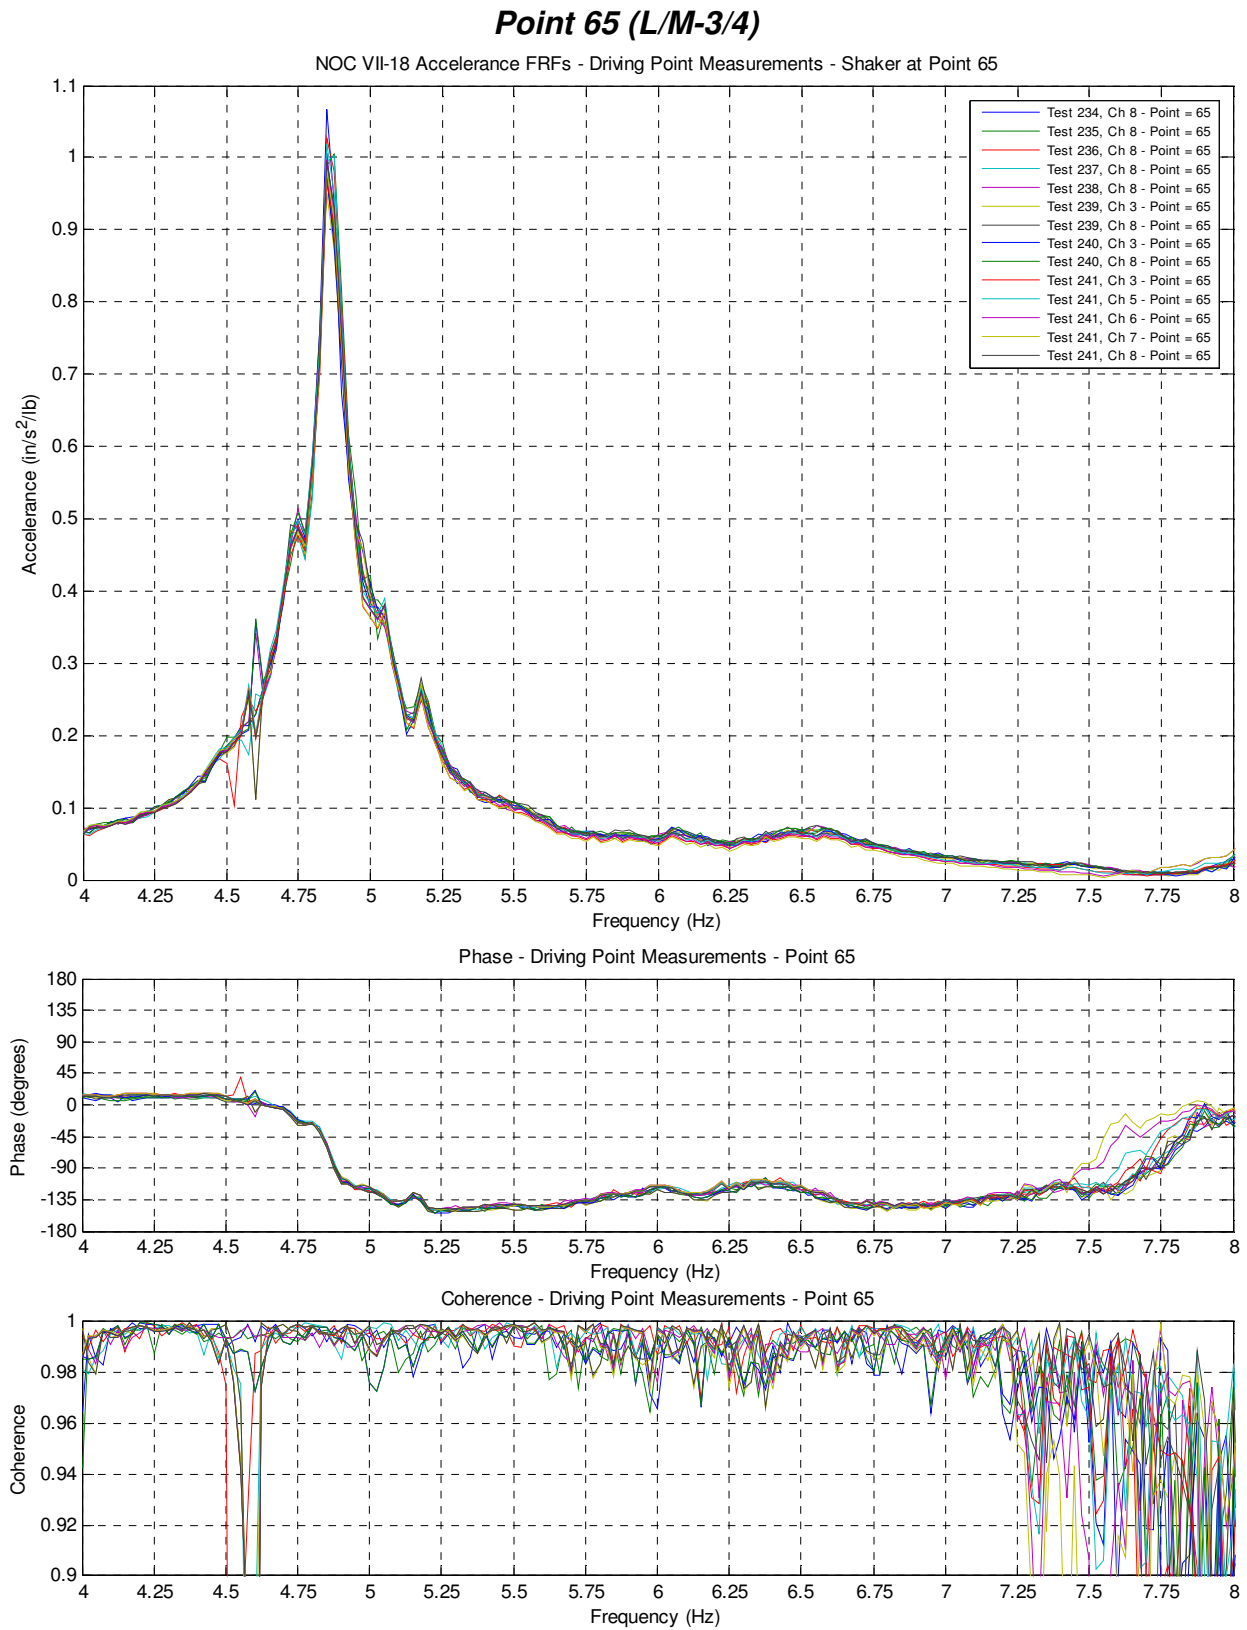 Point 65 (L/M-3/4)
NOC VII-18 Accelerance FRFs - Driving Point Measurements - Shaker at Point 65
1.1
1
0.9
0.8
0.7
0.6
0.5
0.4
0.3
0.2
0.1
0
Accelerance (in/s²/lb)
Test 234, Ch 8 - Point = 65
Test 235, Ch 8 - Point = 65
Test 236, Ch 8 - Point = 65
Test 237, Ch 8 - Point = 65
Test 238, Ch 8 - Point = 65
Test 239, Ch 3 - Point = 65
Test 239, Ch 8 - Point = 65
Test 240, Ch 3 - Point = 65
Test 240, Ch 8 - Point = 65
Test 241, Ch 3 - Point = 65
Test 241, Ch 5 - Point = 65
Test 241, Ch 6 - Point = 65
Test 241, Ch 7 - Point = 65
Test 241, Ch 8 - Point = 65
4 4.25 4.5 4.75 5 5.25 5.5 5.75 6 6.25 6.5 6.75 7 7.25 7.5 7.75 8
Frequency (Hz)
Phase - Driving Point Measurements - Point 65
180
135
90
45
0
-45
-90
-135
-180
Phase (degrees)
4 4.25 4.5 4.75 5 5.25 5.5 5.75 6 6.25 6.5 6.75 7 7.25 7.5 7.75 8
Frequency (Hz)
Coherence - Driving Point Measurements - Point 65
1
0.98
0.96
0.94
0.92
0.9
Coherence
4 4.25 4.5 4.75 5 5.25 5.5 5.75 6 6.25 6.5 6.75 7 7.25 7.5 7.75 8
Frequency (Hz)